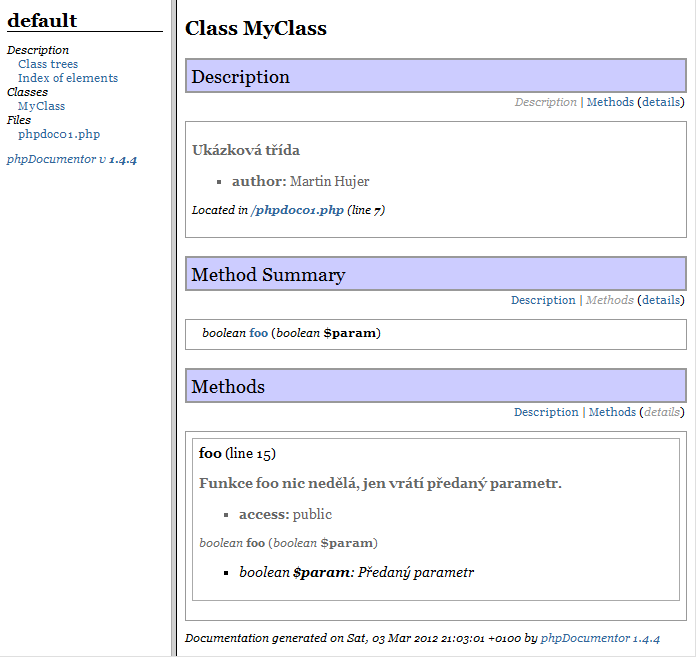 default
Description
Class trees
Index of elements
Classes
MyClass
Files
phpdoc01.php
phpDocumentor v 1.4.4
Class MyClass
Description
Description | Methods (details)
Ukázková třída
author: Martin Hujer
Located in /phpdoc01.php (line 7)
Method Summary
Description | Methods (details)
boolean foo (boolean $param)
Methods
Description | Methods (details)
foo (line 15)
Funkce foo nic nedělá, jen vrátí předaný parametr.
access: public
boolean foo (boolean $param)
boolean $param: Předaný parametr
Documentation generated on Sat, 03 Mar 2012 21:03:01 +0100 by phpDocumentor 1.4.4